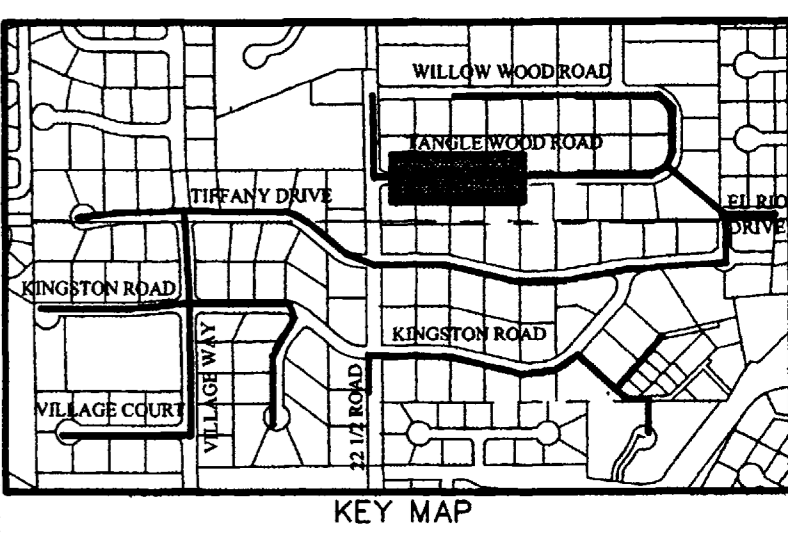 WILLOW WOOD ROAD
TANGLE WOOD ROAD
TIFFANY DRIVE
EL RIO
DRIVE
KINGSTON ROAD
KINGSTON ROAD
VILLAGE WAY
22 1/2 ROAD
VILLAGE COURT
KEY MAP